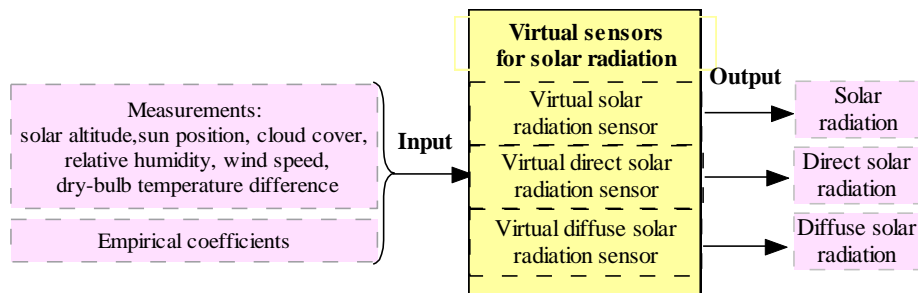 Measurements:
solar altitude,sun position, cloud cover,
relative humidity, wind speed,
dry-bulb temperature difference
Empirical coefficients
Input
Virtual sensors
for solar radiation
Virtual solar
radiation sensor
Virtual direct solar
radiation sensor
Virtual diffuse solar
radiation sensor
Output
Solar
radiation
Direct solar
radiation
Diffuse solar
radiation